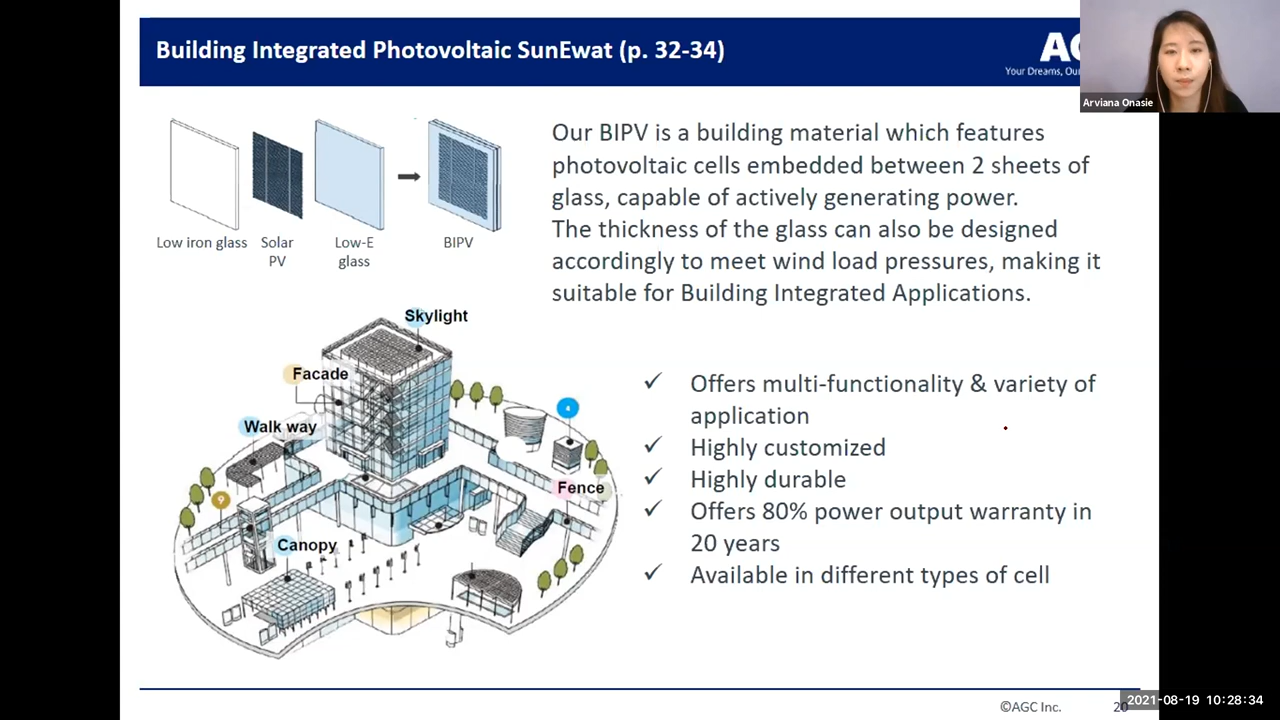 Building Integrated Photovoltaic SunEwat (p. 32-34)
Your Dreams, Our
Arviana Onasie
Our BIPV is a building material which features
photovoltaic cells embedded between 2 sheets of
glass, capable of actively generating power.
The thickness of the glass can also be designed
accordingly to meet wind load pressures, making it
suitable for Building Integrated Applications.
Low iron glass
Solar
PV
Low-E
glass
BIPV
Skylight
Facade
Walk way
4
Fence
9
Canopy
✓ Offers multi-functionality & variety of
application
✓ Highly customized
✓ Highly durable
✓ Offers 80% power output warranty in
20 years
✓ Available in different types of cell
©AGC Inc.
20
2021-08-19 10:28:34